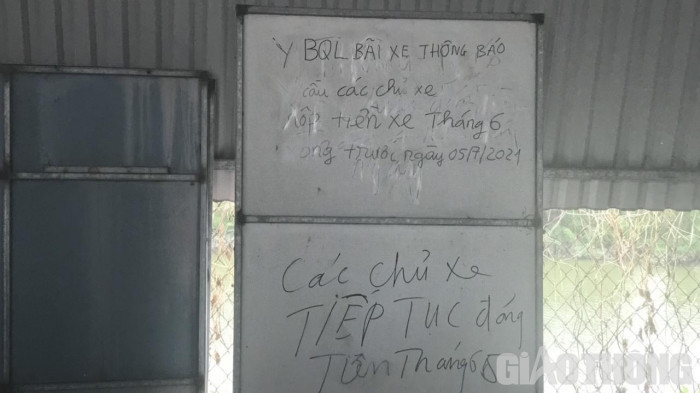 Y BQL BÃI XE THÔNG BÁO
cầu các chủ xe
tiền xe Tháng 6
trước ngày 05/7/2021
Các chủ xe
TIẾP TỤC đóng
Tiền Tháng 6
GIAO THÔNG